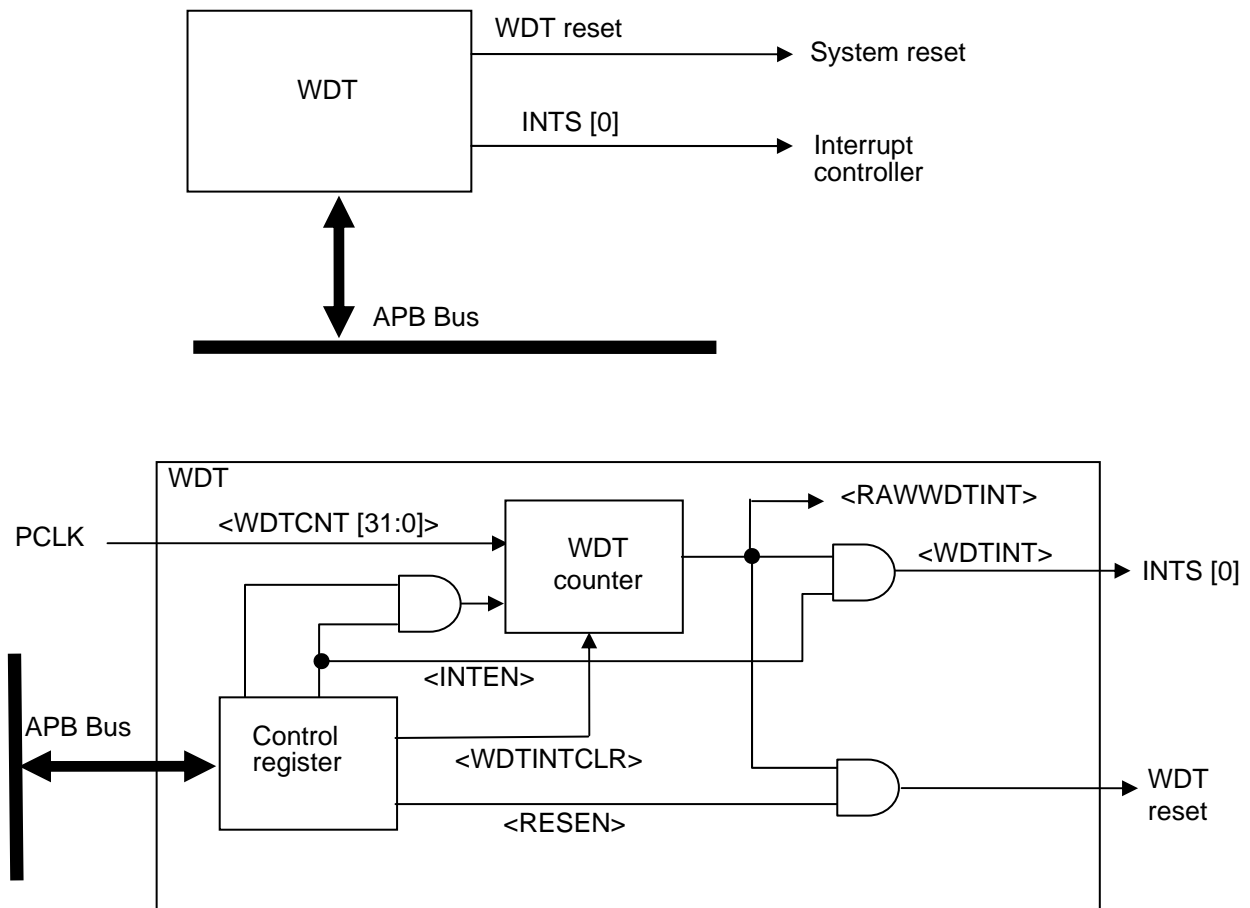 WDT reset
System reset
WDT
INTS [0]
Interrupt
controller
APB Bus
WDT
<RAWWDTINT>
<WDTCNT [31:0]>
PCLK
WDT
counter
<WDTINT>
INTS [0]
<INTEN>
APB Bus
Control
register
<WDTINTCLR>
WDT
reset
<RESEN>